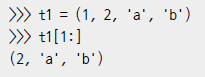 >>> t1 = (1, 2, 'a', 'b')
>>> t1[1:]
(2, 'a', 'b')